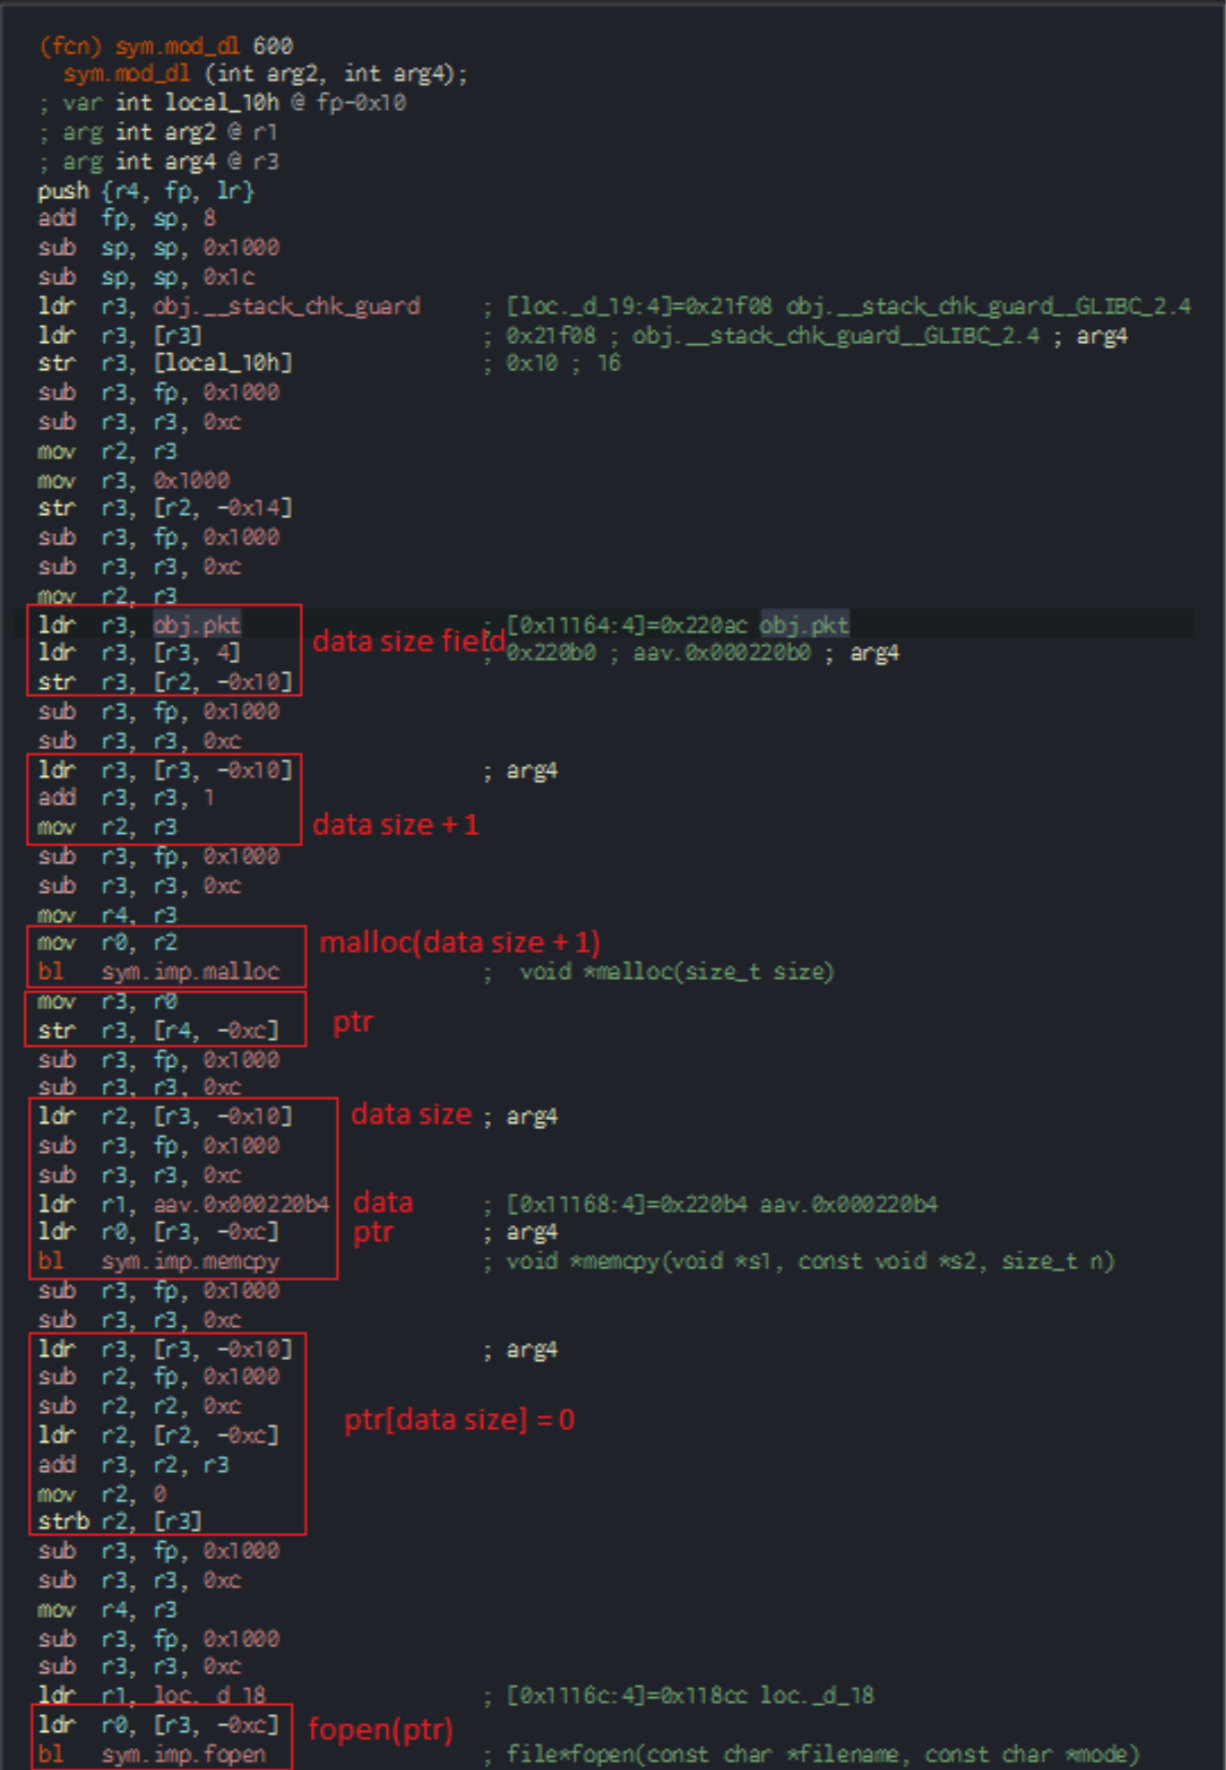 (fcn) sym.mod_dl 600
sym.mod_dl (int arg2, int arg4);
; var int local_10h @ fp-0x10
; arg int arg2 @ r1
; arg int arg4 @ r3
push {r4, fp, lr}
add fp, sp, 8
sub sp, sp, 0x1000
sub sp, sp, 0x1c
ldr r3, obj.__stack_chk_guard ; [loc._d_19:4]=0x21f08 obj.__stack_chk_guard__GLIBC_2.4
ldr r3, [r3] ; 0x21f08 ; obj.__stack_chk_guard__GLIBC_2.4 ; arg4
str r3, [local_10h] ; 0x10 ; 16
sub r3, fp, 0x1000
sub r3, r3, 0xc
mov r2, r3
mov r3, 0x1000
str r3, [r2, -0x14]
sub r3, fp, 0x1000
sub r3, r3, 0xc
mov r2, r3
ldr r3, obj.pkt ; [0x11164:4]=0x220ac obj.pkt
data size field
ldr r3, [r3, 4] ; 0x220b0 ; aav.0x000220b0 ; arg4
str r3, [r2, -0x10]
sub r3, fp, 0x1000
sub r3, r3, 0xc
ldr r3, [r3, -0x10] ; arg4
add r3, r3, 1
mov r2, r3 data size + 1
sub r3, fp, 0x1000
sub r3, r3, 0xc
mov r4, r3
mov r0, r2 malloc(data size + 1)
bl sym.imp.malloc ; void *malloc(size_t size)
mov r3, r0
str r3, [r4, -0xc] ptr
sub r3, fp, 0x1000
sub r3, r3, 0xc
ldr r2, [r3, -0x10] data size ; arg4
sub r3, fp, 0x1000
sub r3, r3, 0xc
ldr r1, aav.0x000220b4 data ; [0x11168:4]=0x220b4 aav.0x000220b4
ldr r0, [r3, -0xc] ptr ; arg4
bl sym.imp.memcpy ; void *memcpy(void *s1, const void *s2, size_t n)
sub r3, fp, 0x1000
sub r3, r3, 0xc
ldr r3, [r3, -0x10] ; arg4
sub r2, fp, 0x1000
sub r2, r2, 0xc
ptr[data size] = 0
ldr r2, [r2, -0xc]
add r3, r2, r3
mov r2, 0
strb r2, [r3]
sub r3, fp, 0x1000
sub r3, r3, 0xc
mov r4, r3
sub r3, fp, 0x1000
sub r3, r3, 0xc
ldr r1, loc._d_18 ; [0x1116c:4]=0x118cc loc._d_18
ldr r0, [r3, -0xc] fopen(ptr)
bl sym.imp.fopen ; file*fopen(const char *filename, const char *mode)